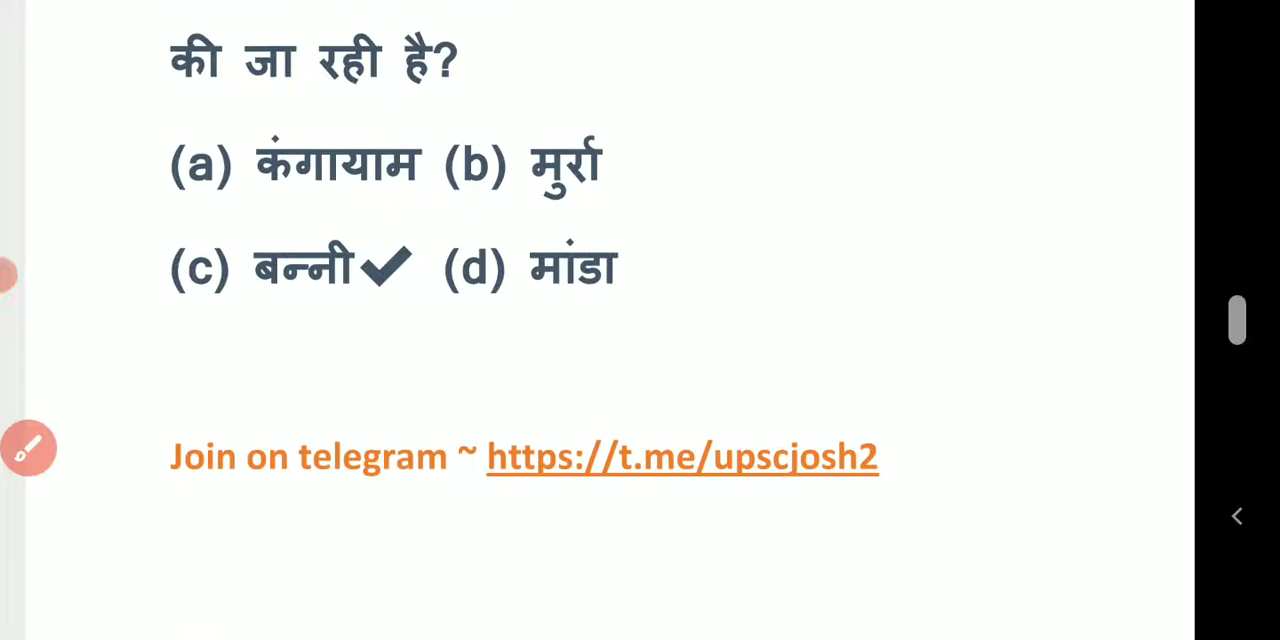 की जा रही है?
(a) कंगायाम (b) मुर्रा
(c) बन्नी✔ (d) मांडा
Join on telegram ~ https://t.me/upscjosh2